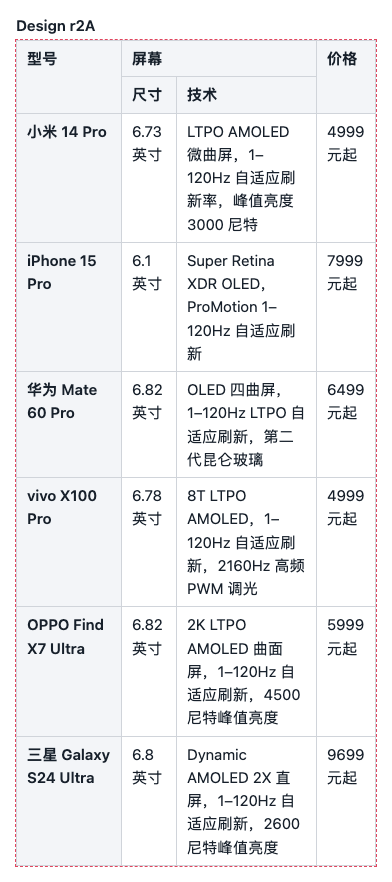 Design r2A
型号 屏幕 价格
尺寸 技术
小米 14 Pro 6.73 LTPO AMOLED 4999
英寸 微曲屏，1– 元起
120Hz 自适应刷
新率，峰值亮度
3000 尼特
iPhone 15 6.1 Super Retina 7999
Pro 英寸 XDR OLED， 元起
ProMotion 1–
120Hz 自适应刷
新
华为 Mate 6.82 OLED 四曲屏， 6499
60 Pro 英寸 1–120Hz LTPO 自 元起
适应刷新，第二
代昆仑玻璃
vivo X100 6.78 8T LTPO 4999
Pro 英寸 AMOLED，1– 元起
120Hz 自适应刷
新，2160Hz 高频
PWM 调光
OPPO Find 6.82 2K LTPO 5999
X7 Ultra 英寸 AMOLED 曲面 元起
屏，1–120Hz 自
适应刷新，4500
尼特峰值亮度
三星 Galaxy 6.8 Dynamic 9699
S24 Ultra 英寸 AMOLED 2X 直 元起
屏，1–120Hz 自
适应刷新，2600
尼特峰值亮度